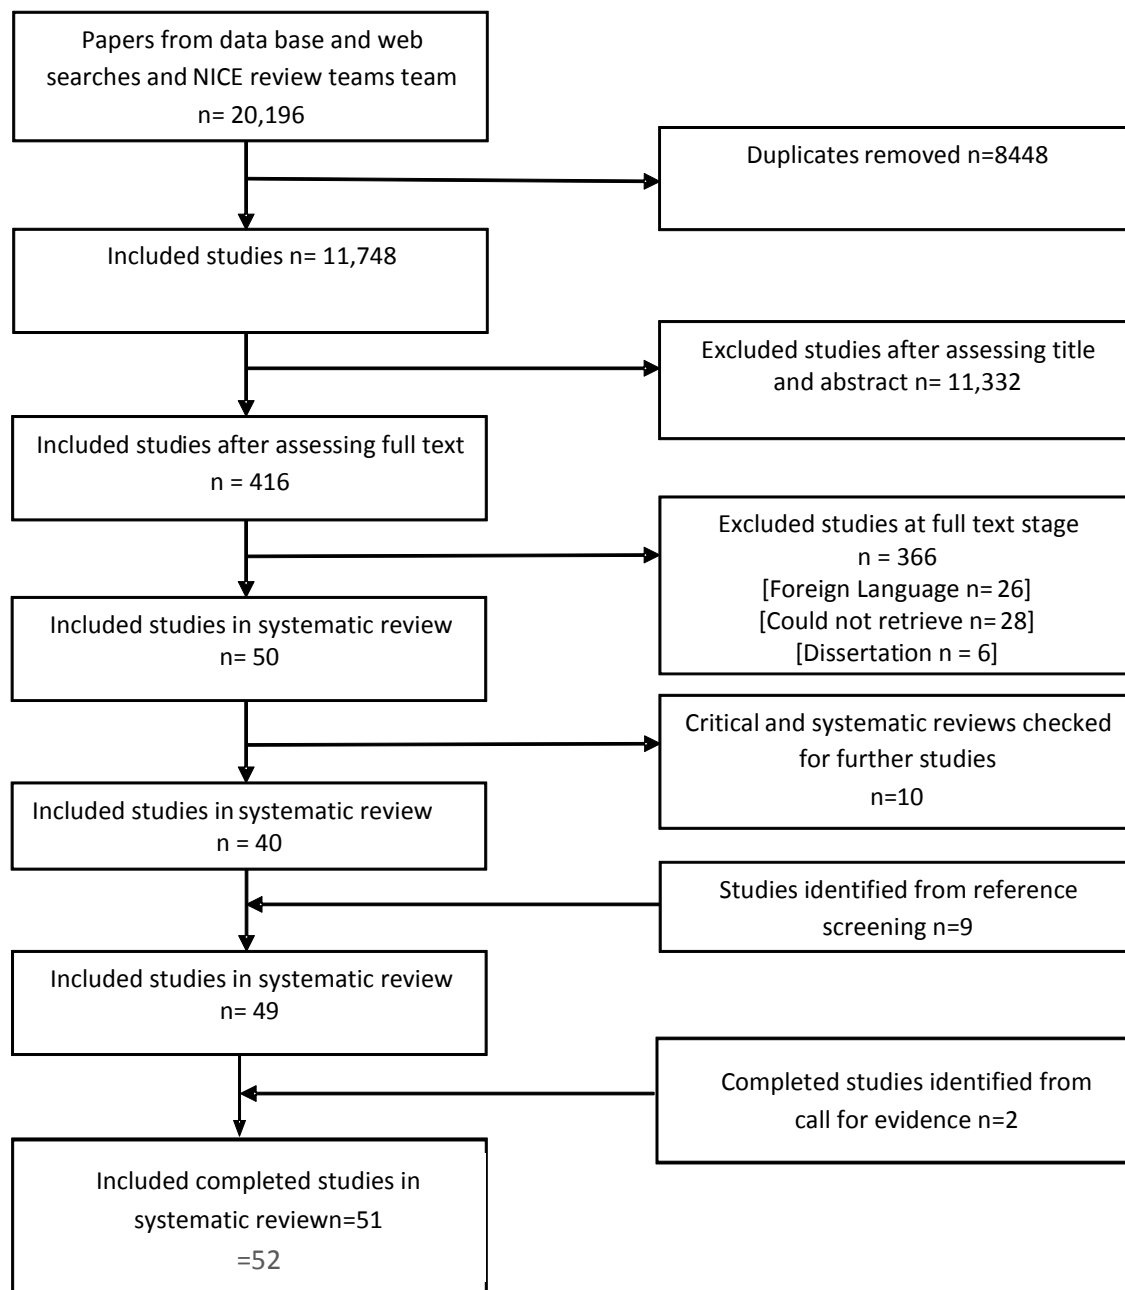 Papers from data base and web
searches and NICE review teams team
n= 20,196
Duplicates removed n=8448
Included studies n= 11,748
Excluded studies after assessing title
and abstract n= 11,332
Included studies after assessing full text
n = 416
Excluded studies at full text stage
n = 366
[Foreign Language n= 26]
[Could not retrieve n= 28]
[Dissertation n = 6]
Included studies in systematic review
n= 50
Critical and systematic reviews checked
for further studies
n=10
Included studies in systematic review
n = 40
Studies identified from reference
screening n=9
Included studies in systematic review
n= 49
Completed studies identified from
call for evidence n=2
Included completed studies in
systematic reviewn=51
=52